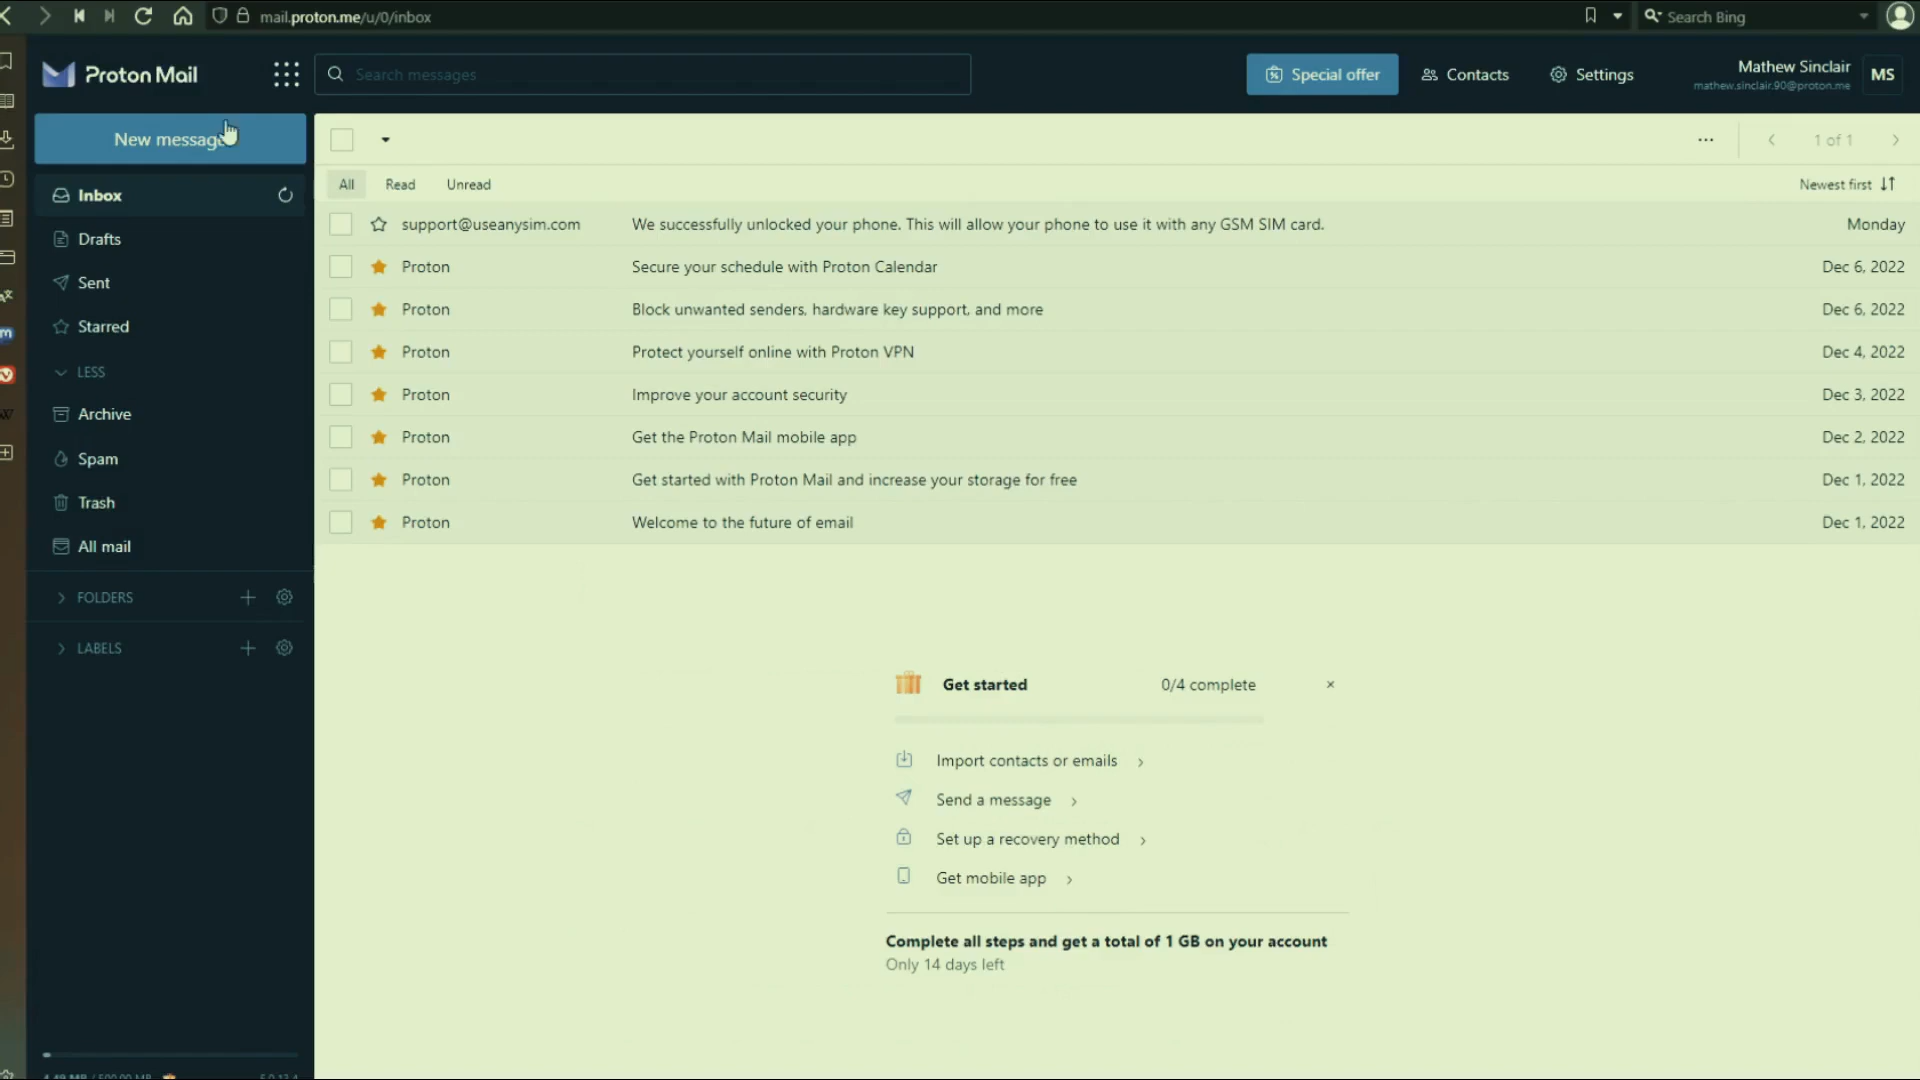 mail.proton.me/u/0/inbox
Search Bing
Proton Mail
Search messages
Special offer
Contacts
Settings
Mathew Sinclair
mathew.sinclair.90@proton.me
MS
New message
1 of 1
Inbox
All Read Unread
Newest first
Drafts
Sent
Starred
LESS
Archive
Spam
Trash
All mail
FOLDERS
LABELS
support@useanysim.com We successfully unlocked your phone. This will allow your phone to use it with any GSM SIM card. Monday
Proton Secure your schedule with Proton Calendar Dec 6, 2022
Proton Block unwanted senders, hardware key support, and more Dec 6, 2022
Proton Protect yourself online with Proton VPN Dec 4, 2022
Proton Improve your account security Dec 3, 2022
Proton Get the Proton Mail mobile app Dec 2, 2022
Proton Get started with Proton Mail and increase your storage for free Dec 1, 2022
Proton Welcome to the future of email Dec 1, 2022
Get started 0/4 complete
Import contacts or emails
Send a message
Set up a recovery method
Get mobile app
Complete all steps and get a total of 1 GB on your account
Only 14 days left